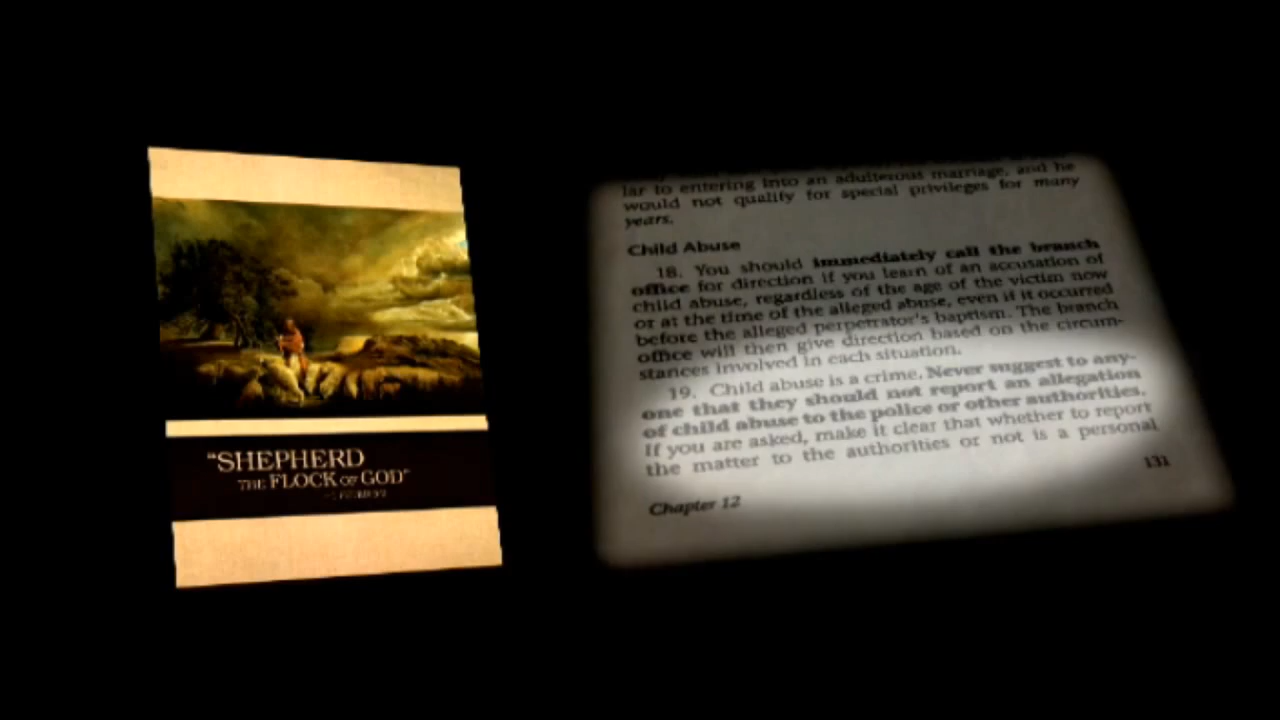 "SHEPHERD
THE FLOCK OF GOD"
lar to entering into an adulterous marriage, and he
would not qualify for special privileges for many
years.
Child Abuse
18. You should immediately call the branch
office for direction if you learn of an accusation of
child abuse, regardless of the age of the victim now
or at the time of the alleged abuse, even if it occurred
before the alleged perpetrator's baptism. The branch
office will then give direction based on the circum-
stances involved in each situation.
19. Child abuse is a crime. Never suggest to any-
one that they should not report an allegation
of child abuse to the police or other authorities.
If you are asked, make it clear that whether to report
the matter to the authorities or not is a personal
Chapter 12
131